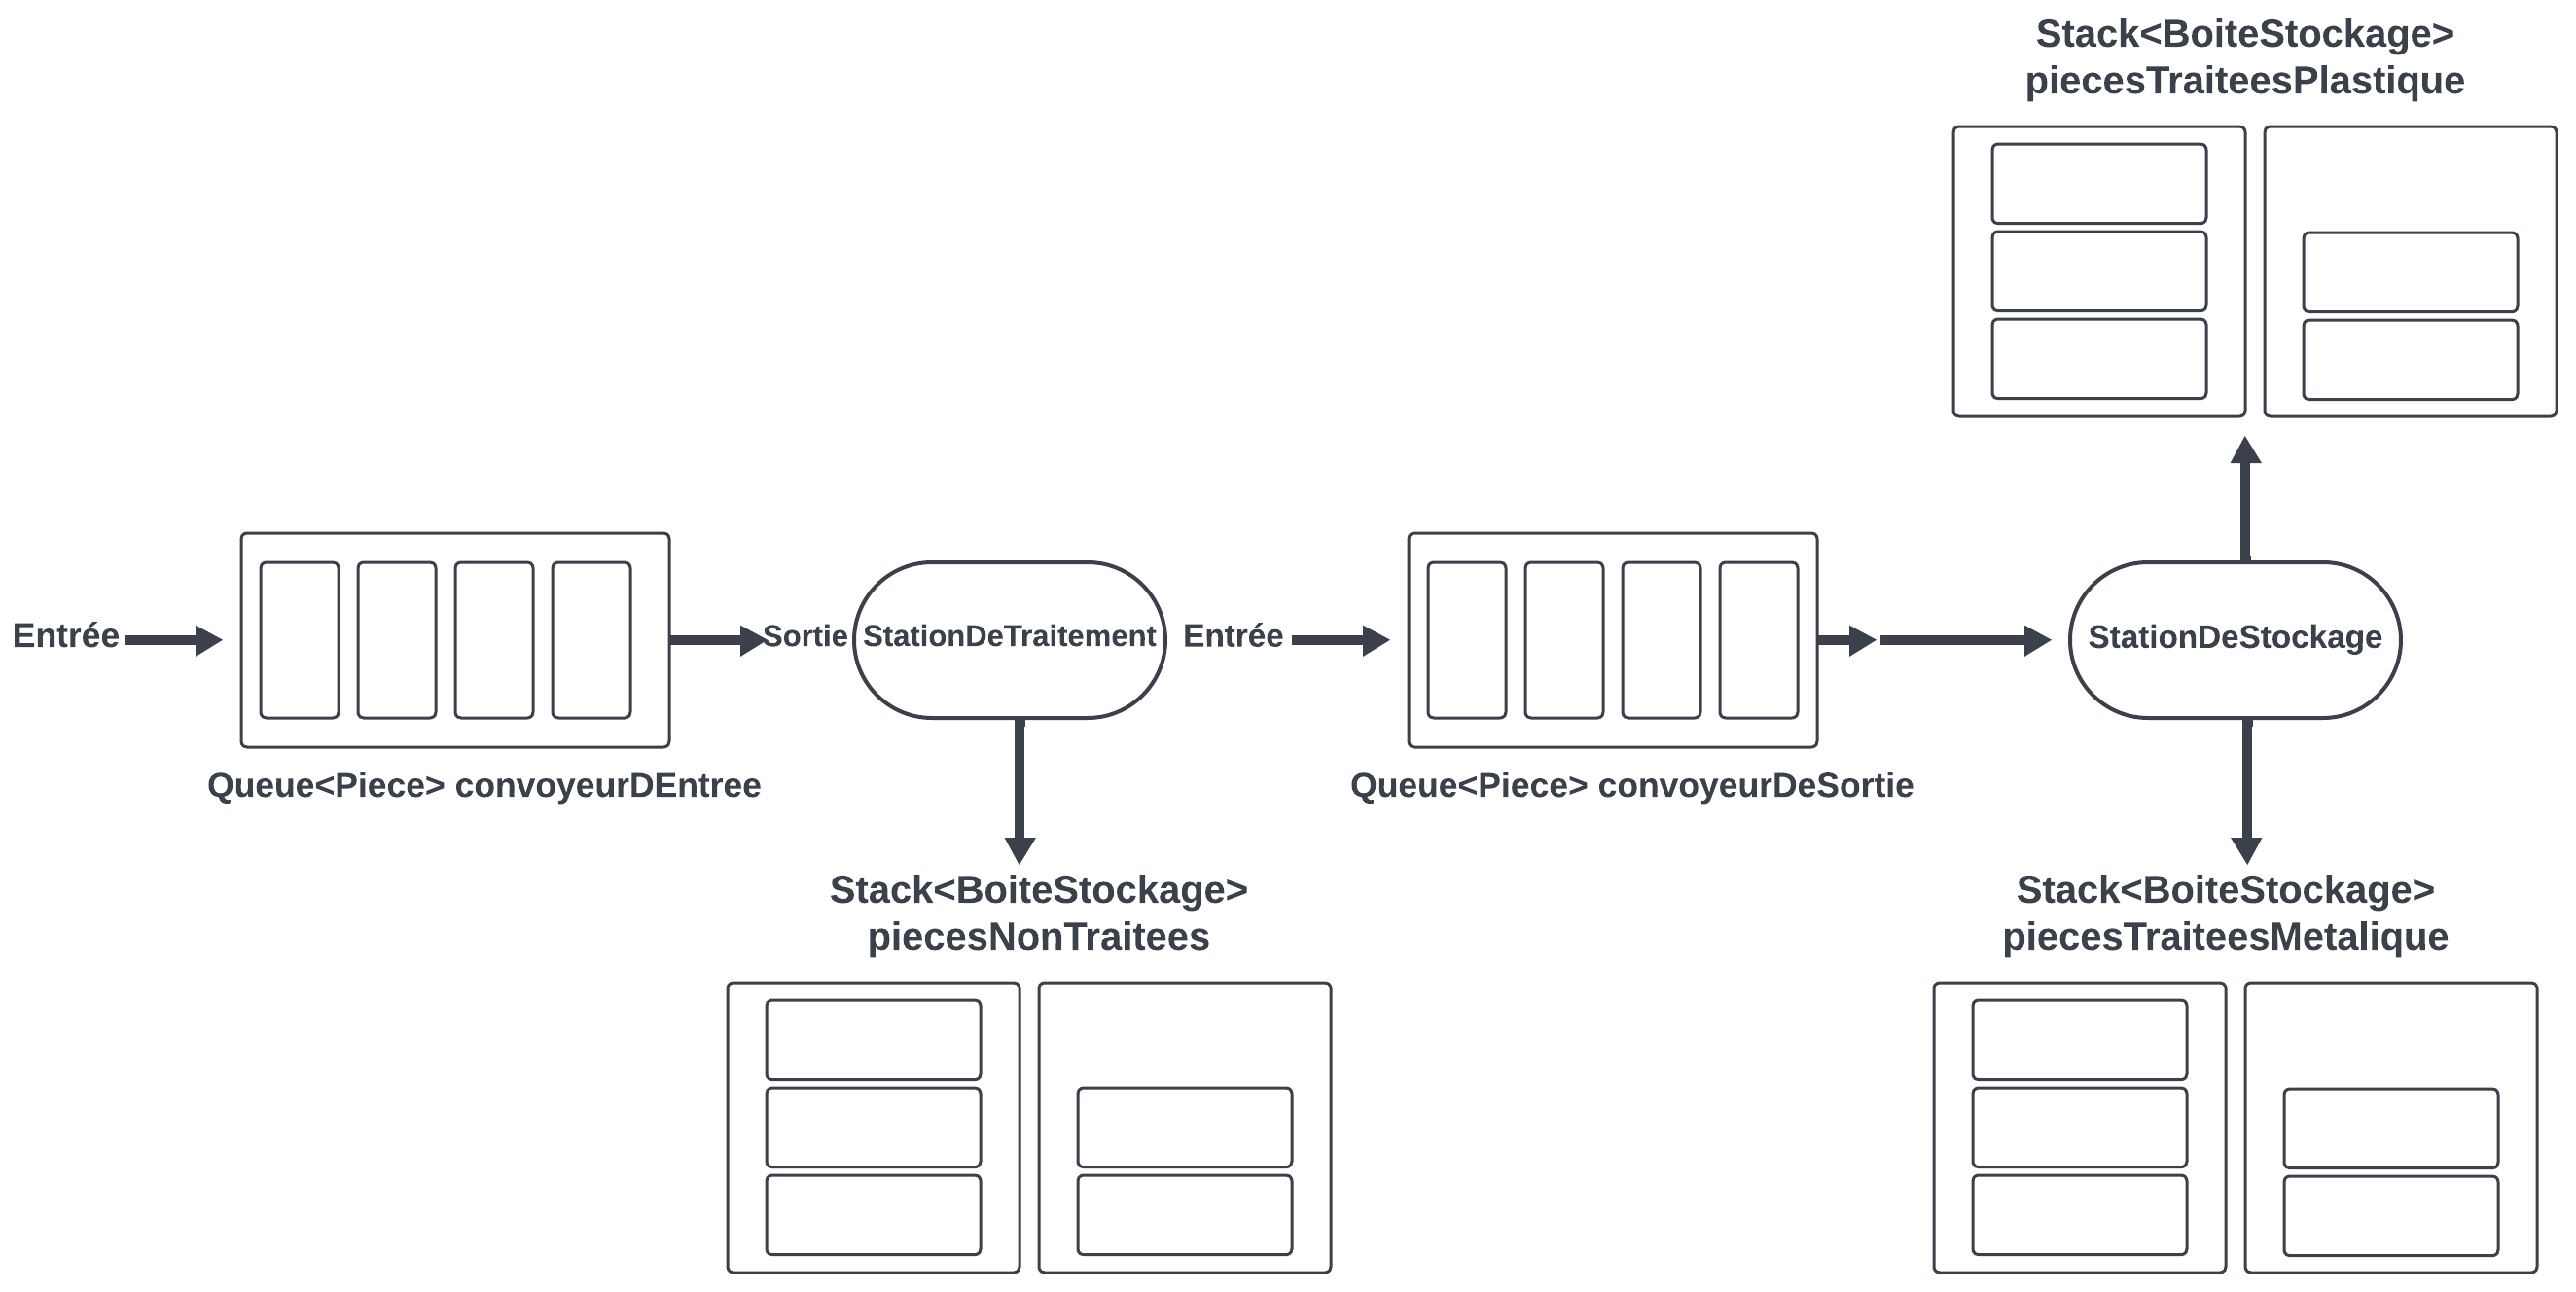 Stack<BoiteStockage>
piecesTraiteesPlastique
Entrée
Sortie
StationDeTraitement
Entrée
StationDeStockage
Queue<Piece> convoyeurDEntree
Queue<Piece> convoyeurDeSortie
Stack<BoiteStockage>
piecesNonTraitees
Stack<BoiteStockage>
piecesTraiteesMetalique